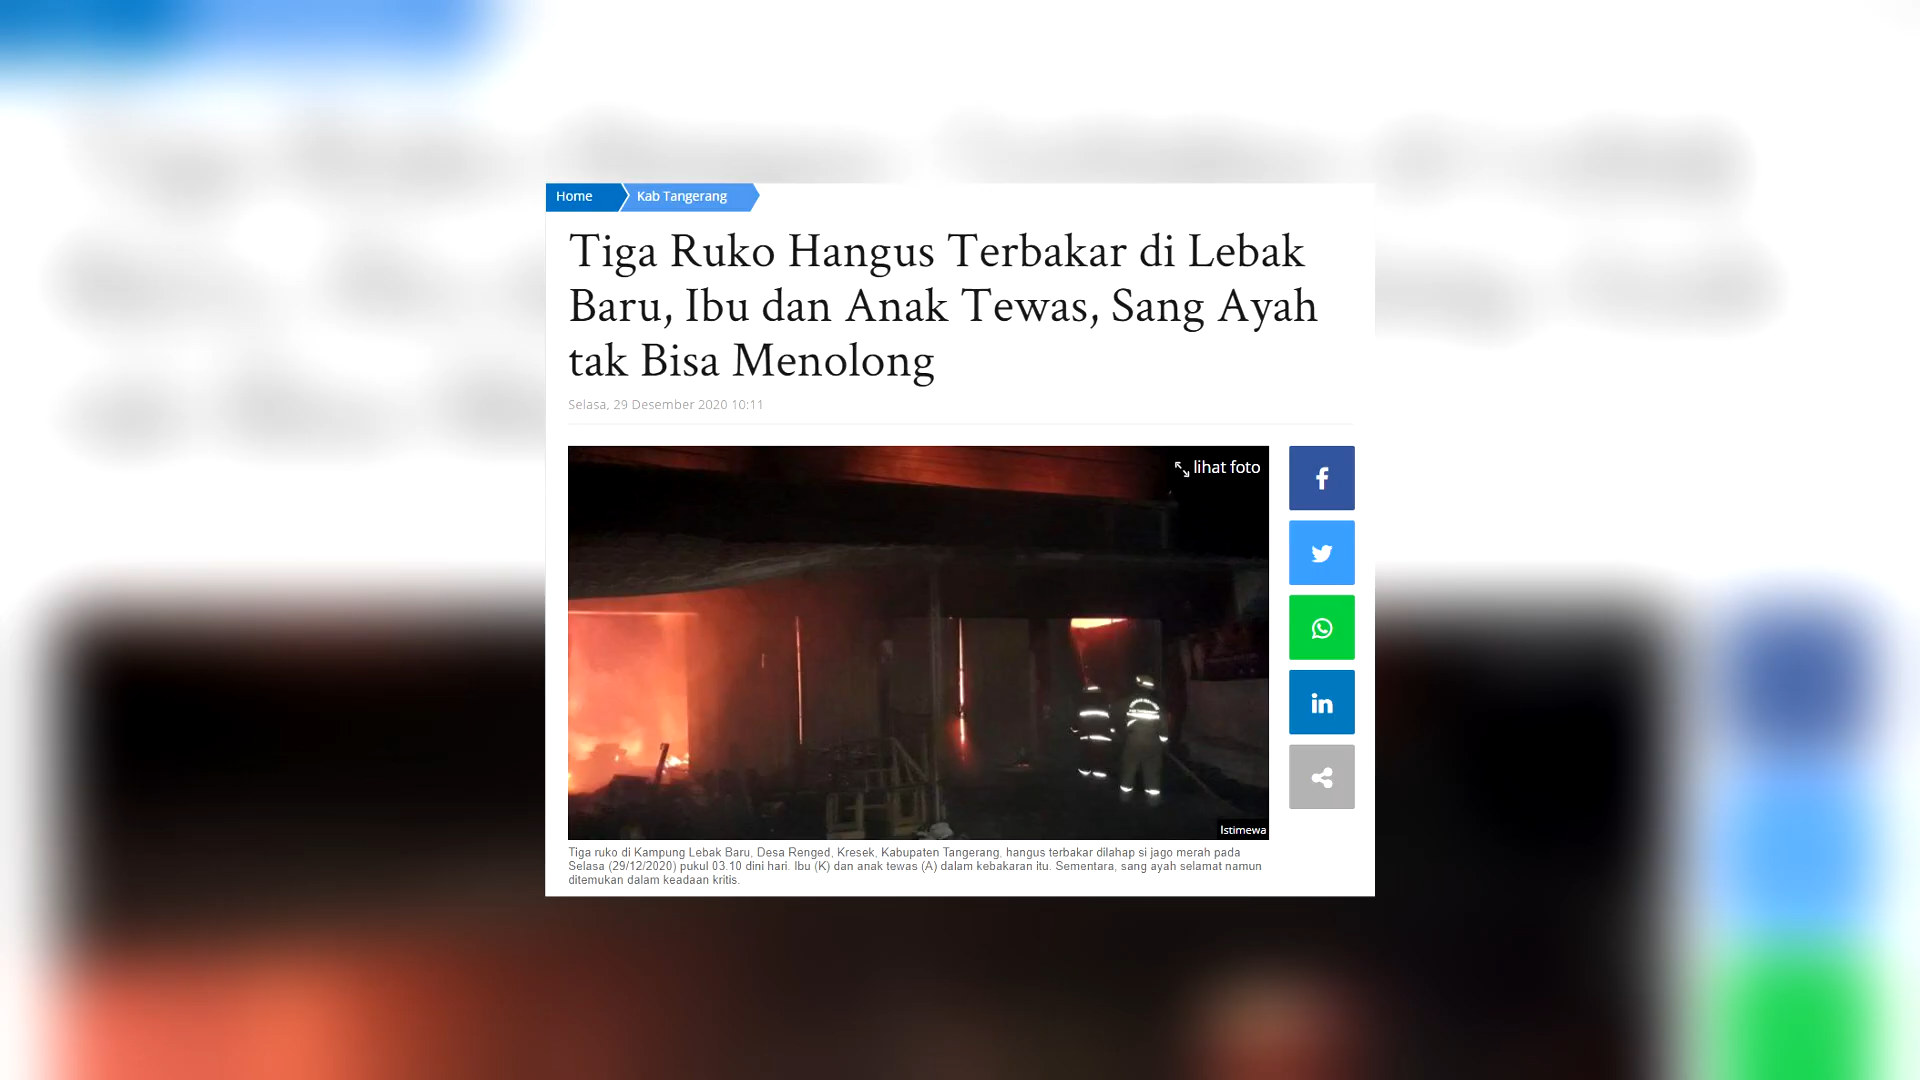 Home
Kab Tangerang
Tiga Ruko Hangus Terbakar di Lebak
Baru, Ibu dan Anak Tewas, Sang Ayah
tak Bisa Menolong
Selasa, 29 Desember 2020 10:11
lihat foto
Istimewa
Tiga ruko di Kampung Lebak Baru, Desa Renged, Kresek, Kabupaten Tangerang, hangus terbakar dilahap si jago merah pada
Selasa (29/12/2020) pukul 03.10 dini hari. Ibu (K) dan anak tewas (A) dalam kebakaran itu. Sementara, sang ayah selamat namun
ditemukan dalam keadaan kritis.